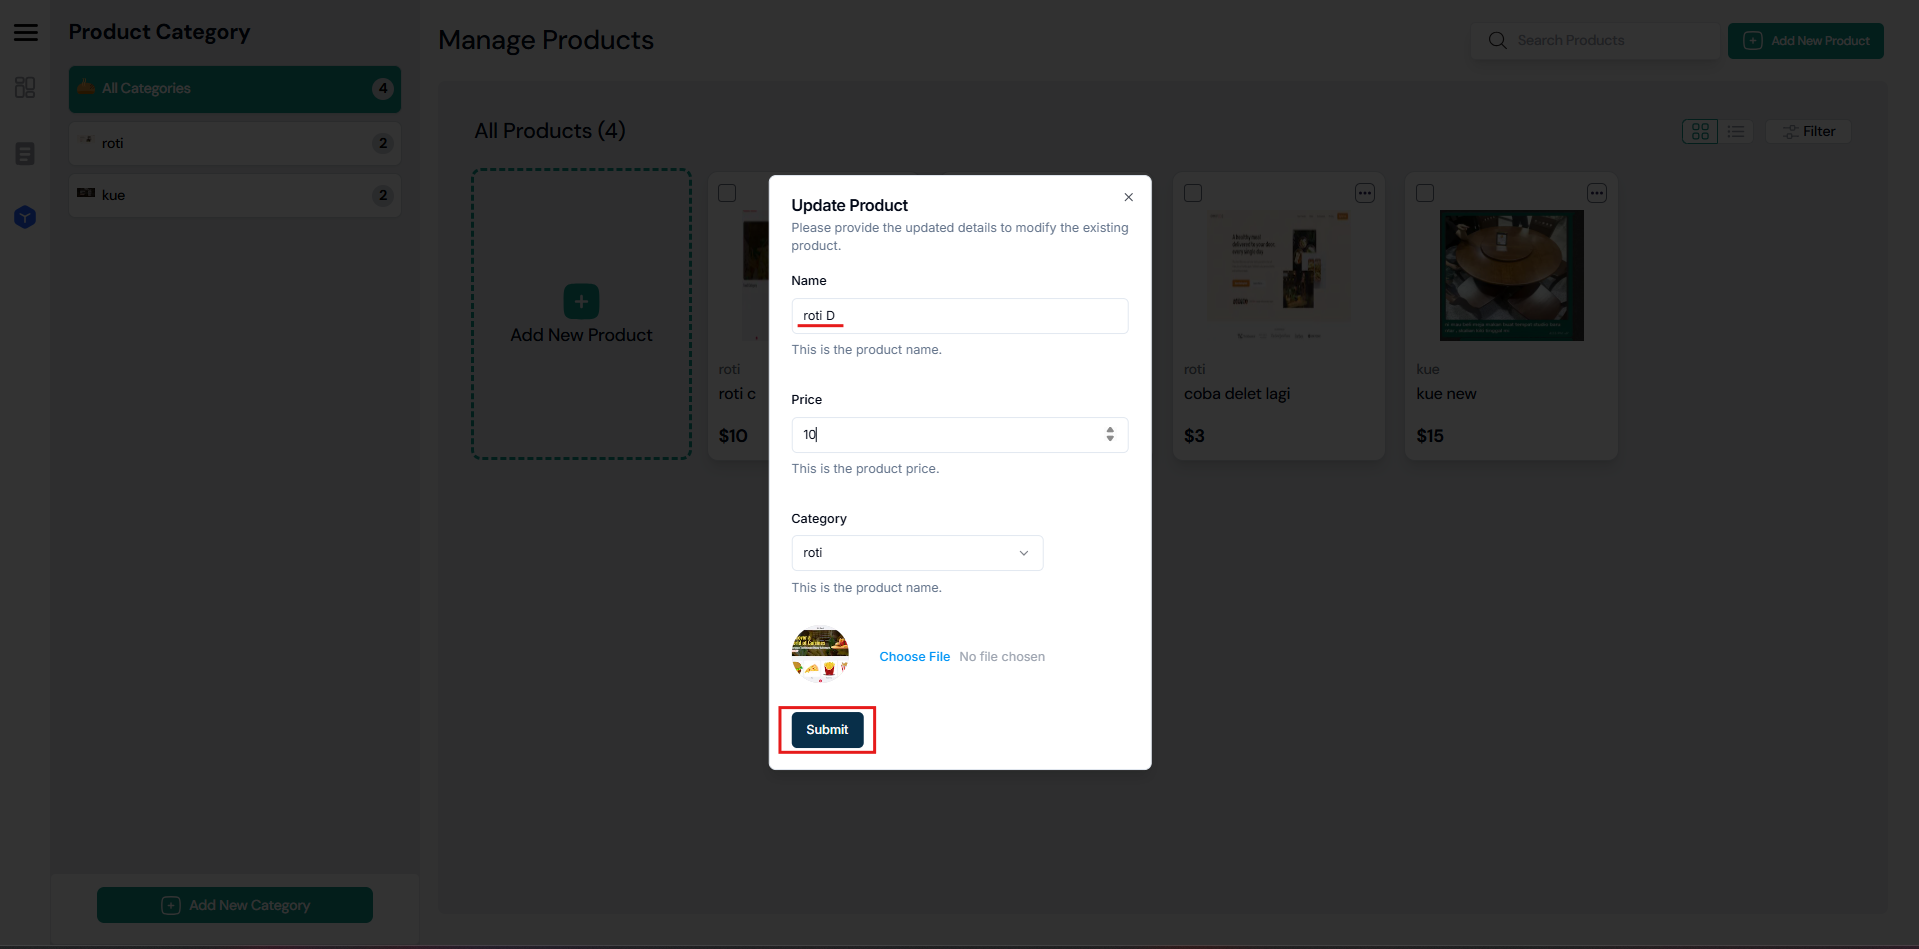 Product Category
All Categories
4
roti
2
kue
2
Add New Category
Manage Products
Search Products
Add New Product
All Products (4)
Filter
Add New Product
roti
roti c
$10
roti
coba delet lagi
$3
kue
kue new
$15
Update Product
Please provide the updated details to modify the existing
product.
Name
roti D
This is the product name.
Price
10
This is the product price.
Category
roti
This is the product name.
Choose File No file chosen
Submit